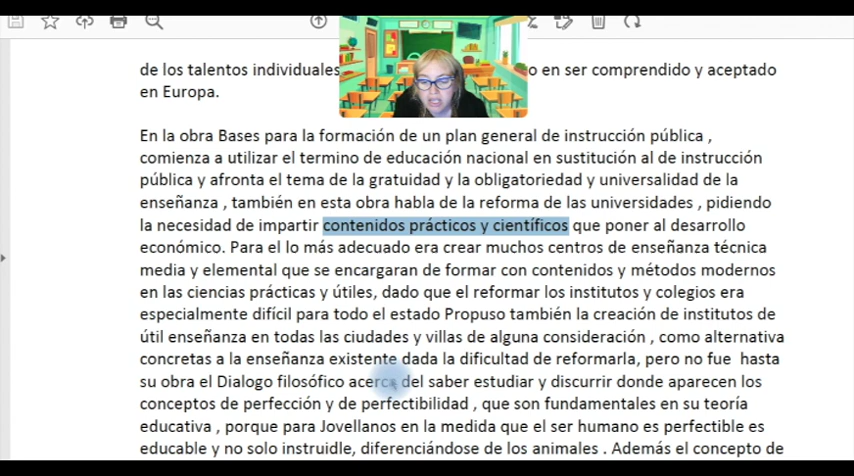 de los talentos individuales o en ser comprendido y aceptado
en Europa.
En la obra Bases para la formación de un plan general de instrucción pública ,
comienza a utilizar el termino de educación nacional en sustitución al de instrucción
pública y afronta el tema de la gratuidad y la obligatoriedad y universalidad de la
enseñanza , también en esta obra habla de la reforma de las universidades , pidiendo
la necesidad de impartir contenidos prácticos y científicos que poner al desarrollo
económico. Para el lo más adecuado era crear muchos centros de enseñanza técnica
media y elemental que se encargaran de formar con contenidos y métodos modernos
en las ciencias prácticas y útiles, dado que el reformar los institutos y colegios era
especialmente difícil para todo el estado Propuso también la creación de institutos de
útil enseñanza en todas las ciudades y villas de alguna consideración , como alternativa
concretas a la enseñanza existente dada la dificultad de reformarla, pero no fue hasta
su obra el Dialogo filosófico acerca del saber estudiar y discurrir donde aparecen los
conceptos de perfección y de perfectibilidad , que son fundamentales en su teoría
educativa , porque para Jovellanos en la medida que el ser humano es perfectible es
educable y no solo instruidle, diferenciándose de los animales . Además el concepto de